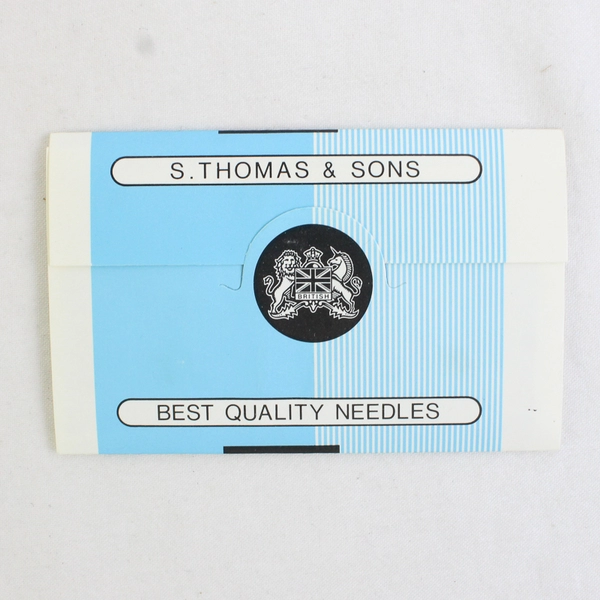 S.THOMAS & SONS
BRITISH
BEST QUALITY NEEDLES